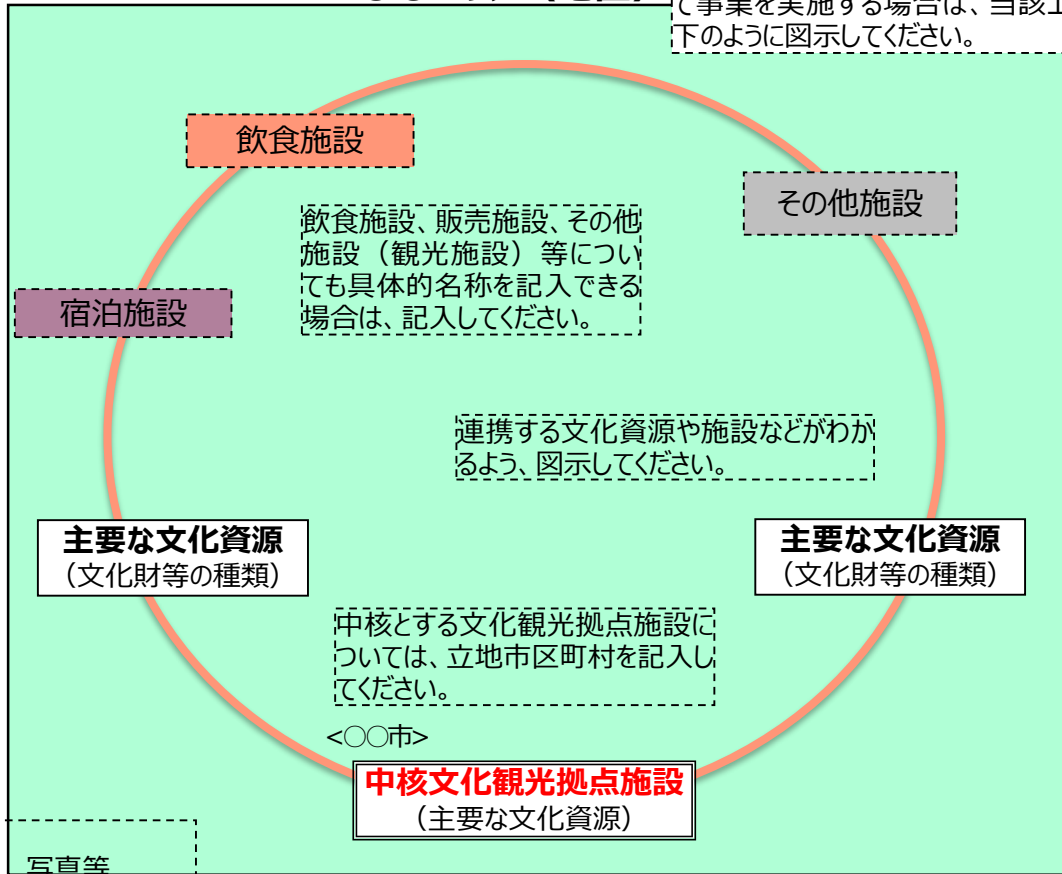 て事業を実施する場合は、当該工
下のように図示してください。
飲食施設
その他施設
飲食施設、販売施設、その他
施設（観光施設）等につい
ても具体的名称を記入できる
場合は、記入してください。
宿泊施設
連携する文化資源や施設などがわか
るよう、図示してください。
主要な文化資源
（文化財等の種類）
主要な文化資源
（文化財等の種類）
中核とする文化観光拠点施設に
ついては、立地市区町村を記入し
てください。
<○○市>
中核文化観光拠点施設
（主要な文化資源）
写真等